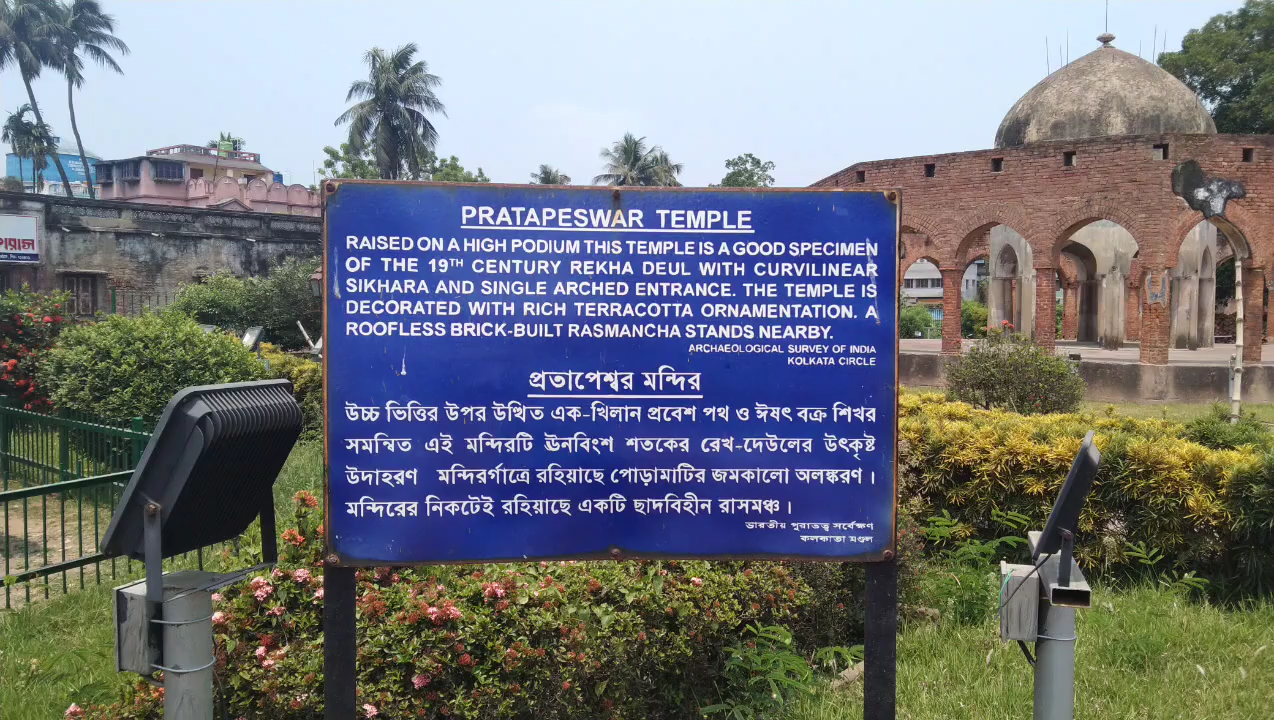 PRATAPESWAR TEMPLE
RAISED ON A HIGH PODIUM THIS TEMPLE IS A GOOD SPECIMEN
OF THE 19TH CENTURY REKHA DEUL WITH CURVILINEAR
SIKHARA AND SINGLE ARCHED ENTRANCE. THE TEMPLE IS
DECORATED WITH RICH TERRACOTTA ORNAMENTATION. A
ROOFLESS BRICK-BUILT RASMANCHA STANDS NEARBY.
ARCHAEOLOGICAL SURVEY OF INDIA
KOLKATA CIRCLE
প্রতাপেশ্বর মন্দির
উচ্চ ভিত্তির উপর উত্থিত এক-খিলান প্রবেশ পথ ও ঈষৎ বক্র শিখর
সমন্বিত এই মন্দিরটি ঊনবিংশ শতকের রেখ-দেউলের উৎকৃষ্ট
উদাহরণ মন্দিরর্গাত্রে রহিয়াছে পোড়ামাটির জমকালো অলঙ্করণ।
মন্দিরের নিকটেই রহিয়াছে একটি ছাদবিহীন রাসমঞ্চ।
ভারতীয় পুরাতত্ত্ব সর্বেক্ষণ
কলকাতা মণ্ডল